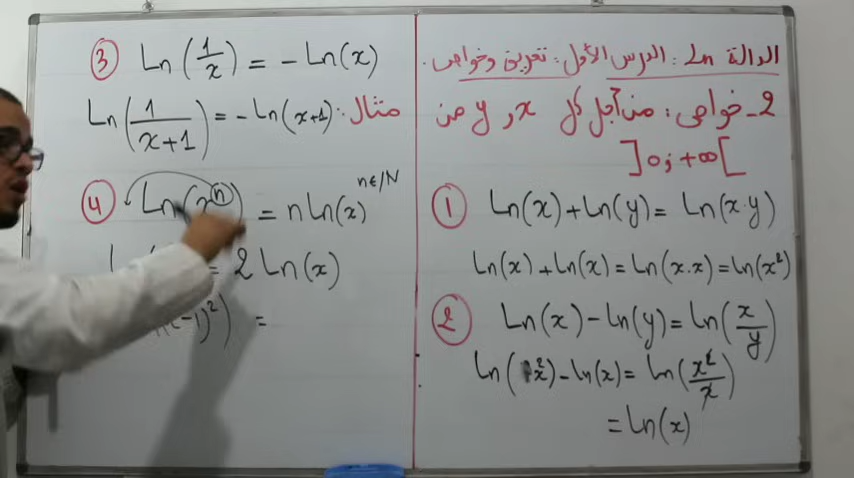 الدالة Ln : الدرس الأول : تعريف وخواص.
2- خواص : من أجل كل x و y من
]0; +∞[
① Ln(x) + Ln(y) = Ln(x·y)
Ln(x) + Ln(x) = Ln(x.x) = Ln(x²)
② Ln(x) - Ln(y) = Ln(x/y)
Ln(x²) - Ln(x) = Ln(x²/x)
= Ln(x)
③ Ln(1/x) = -Ln(x)
مثال : Ln(1/(x+1)) = -Ln(x+1)
④ Ln(xⁿ) = n Ln(x) n∈ℕ
= 2 Ln(x)
-1)²) =